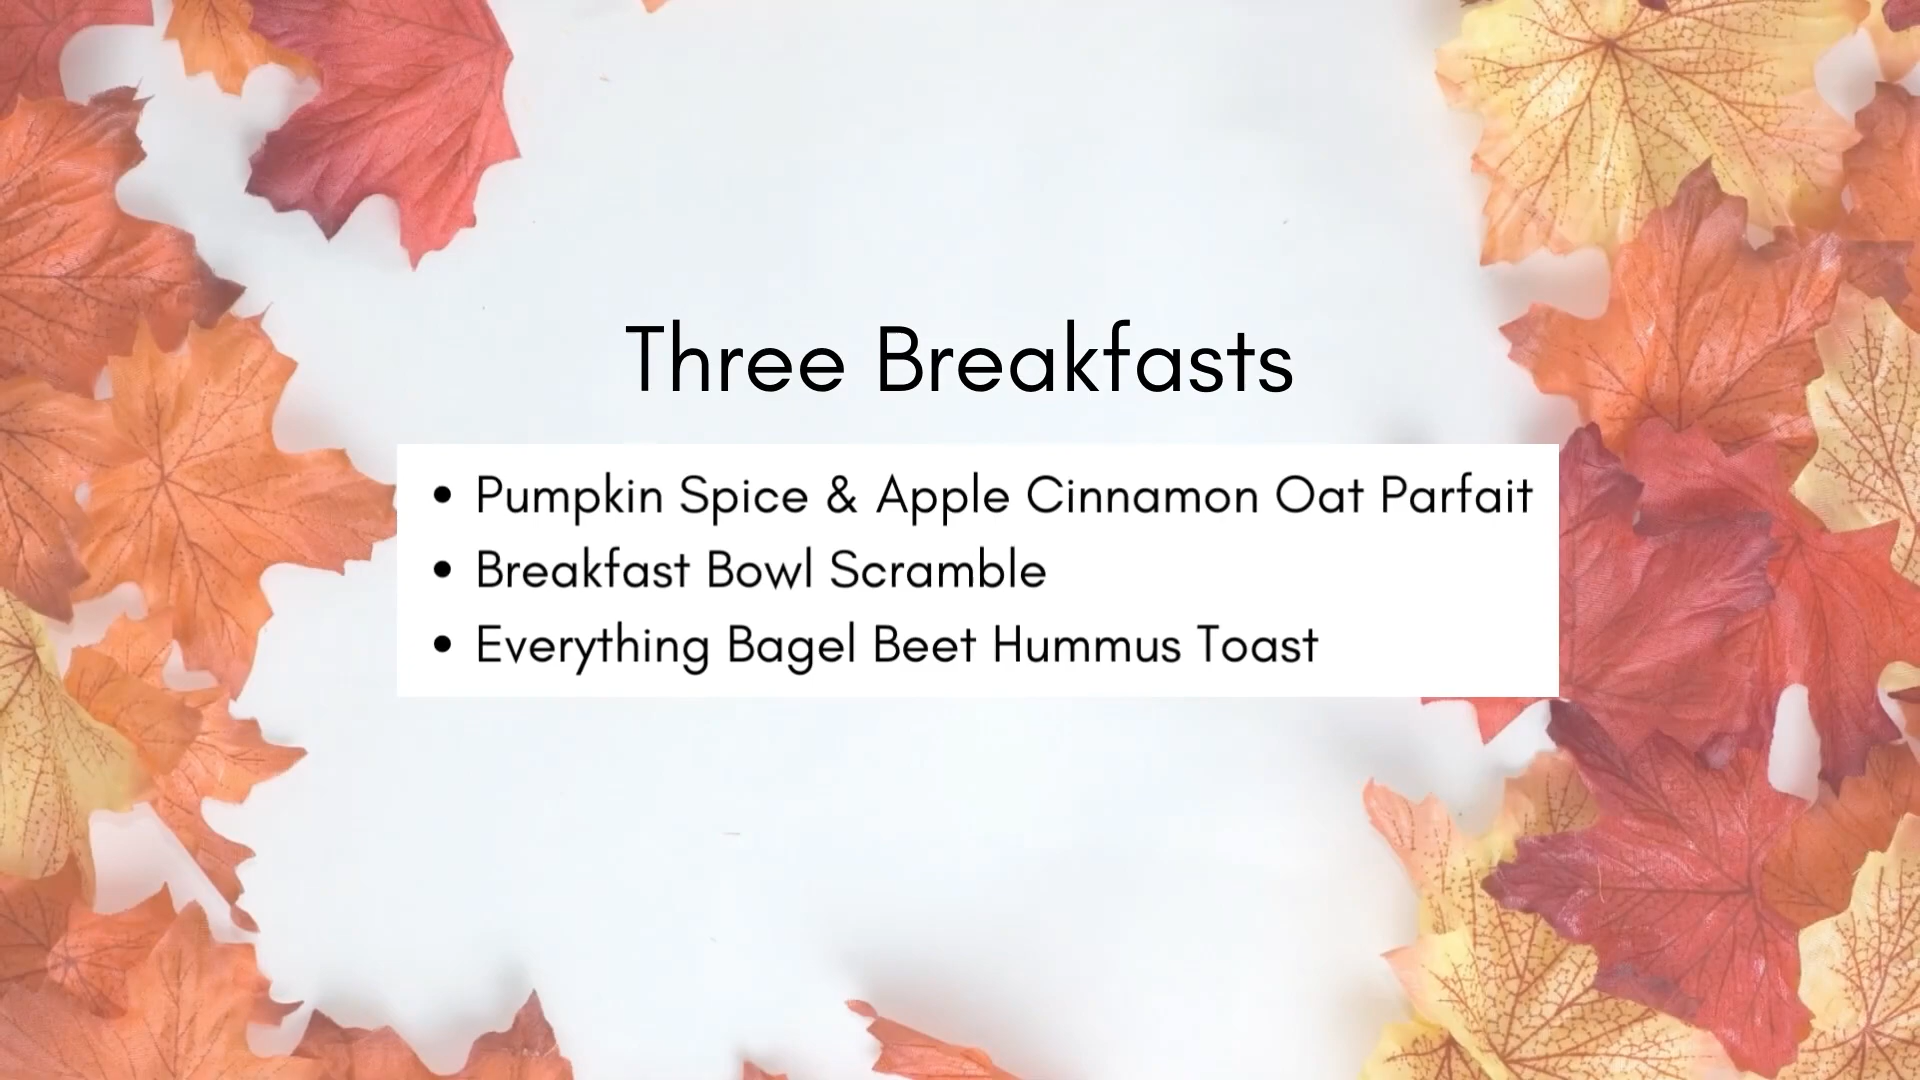 Three Breakfasts
• Pumpkin Spice & Apple Cinnamon Oat Parfait
• Breakfast Bowl Scramble
• Everything Bagel Beet Hummus Toast